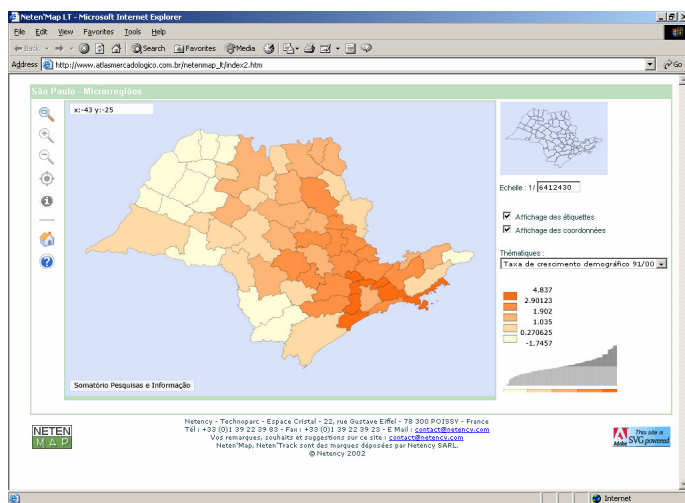 Neten'Map LT - Microsoft Internet Explorer
File Edit View Favorites Tools Help
Back Search Favorites Media
Address http://www.atlasmercadologico.com.br/netenmap_lt/index2.htm Go
São Paulo - Microrregiões
x:-43 y:-25
Echelle : 1/ 6412430
Affichage des étiquettes
Affichage des coordonnées
Thématiques :
Taxa de crescimento demográfico 91/00
4.837
2.90123
1.902
1.035
0.270625
-1.7457
Somatório Pesquisas e Informação
NETEN
MAP
Netency - Technoparc - Espace Cristal - 22, rue Gustave Eiffel - 78 300 POISSY - France
Tél : +33 (0)1 39 22 39 83 - Fax : +33 (0)1 39 22 39 23 - E Mail : contact@netency.com
Vos remarques, souhaits et suggestions sur ce site : contact@netency.com
Neten'Map, Neten'Track sont des marques déposées par Netency SARL.
© Netency 2002
Adobe
This site is
SVG powered
Internet